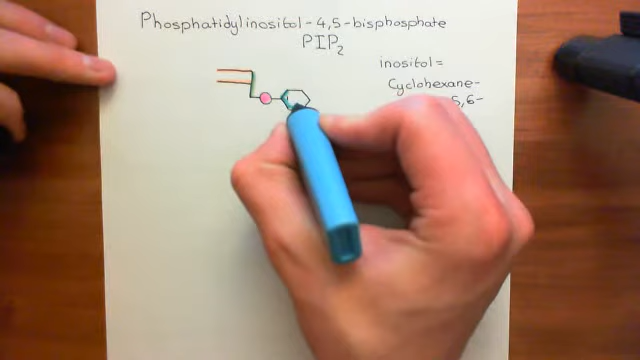 Phosphatidylinositol-4,5-bisphosphate
PIP₂
inositol =
Cyclohexane-
5,6-